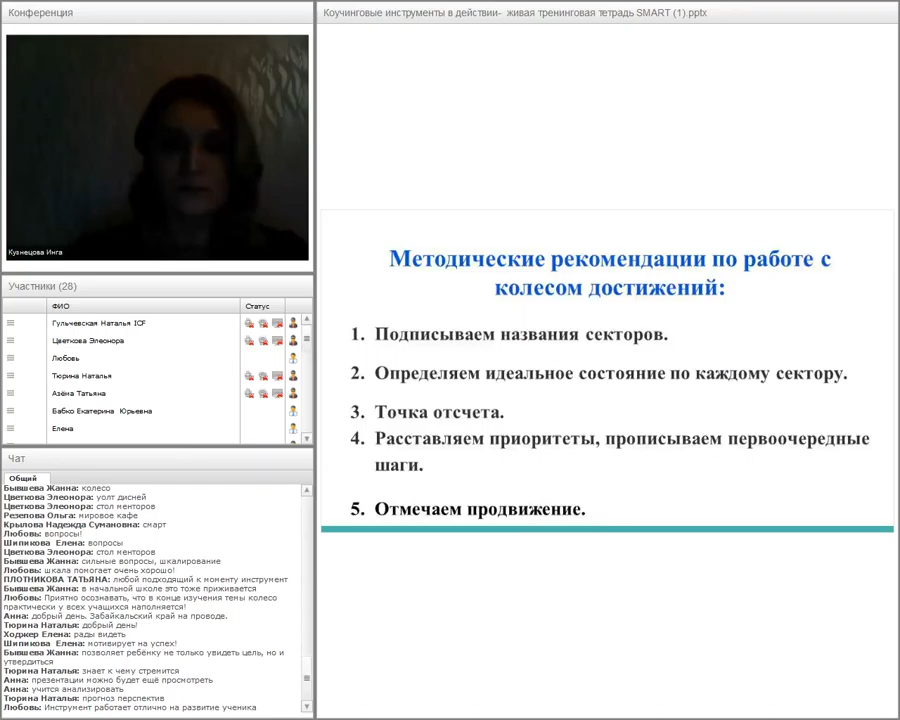 Конференция
Кузнецова Инга
Участники (28)
ФИО
Статус
Гульчевская Наталья ICF
Цветкова Элеонора
Любовь
Тюрина Наталья
Азёма Татьяна
Бабко Екатерина Юрьевна
Елена
Чат
Общий
Бывшева Жанна: колесо
Цветкова Элеонора: уолт дисней
Цветкова Элеонора: стол менторов
Резепова Ольга: мировое кафе
Крылова Надежда Сумановна: смарт
Любовь: вопросы!
Шипикова Елена: вопросы
Цветкова Элеонора: стол менторов
Бывшева Жанна: сильные вопросы, шкалирование
Любовь: шкала помогает очень хорошо!
ПЛОТНИКОВА ТАТЬЯНА: любой подходящий к моменту инструмент
Бывшева Жанна: в начальной школе это тоже приживается
Любовь: Приятно осознавать, что в конце изучения темы колесо
практически у всех учащихся наполняется!
Анна: добрый день. Забайкальский край на проводе.
Тюрина Наталья: добрый день!
Ходжер Елена: рады видеть
Шипикова Елена: мотивирует на успех!
Бывшева Жанна: позволяет ребёнку не только увидеть цель, но и
утвердиться
Тюрина Наталья: знает к чему стремится
Анна: презентации можно будет ещё просмотреть
Анна: учится анализировать
Тюрина Наталья: прогноз перспектив
Любовь: Инструмент работает отлично на развитие ученика
Коучинговые инструменты в действии- живая тренинговая тетрадь SMART (1).pptx
Методические рекомендации по работе с
колесом достижений:
1. Подписываем названия секторов.
2. Определяем идеальное состояние по каждому сектору.
3. Точка отсчета.
4. Расставляем приоритеты, прописываем первоочередные
шаги.
5. Отмечаем продвижение.